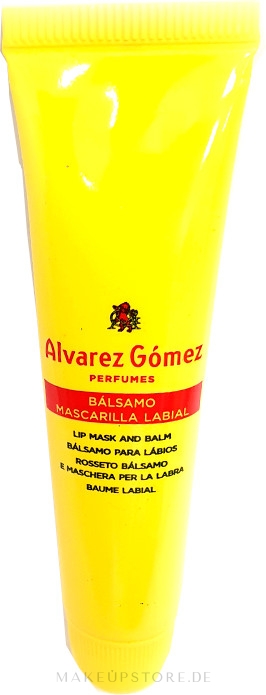 Alvarez Gómez
PERFUMES
BÁLSAMO
MASCARILLA LABIAL
LIP MASK AND BALM
BÁLSAMO PARA LÁBIOS
ROSSETO BÁLSAMO
E MASCHERA PER LA LABRA
BAUME LABIAL
MAKEUPSTORE.DE